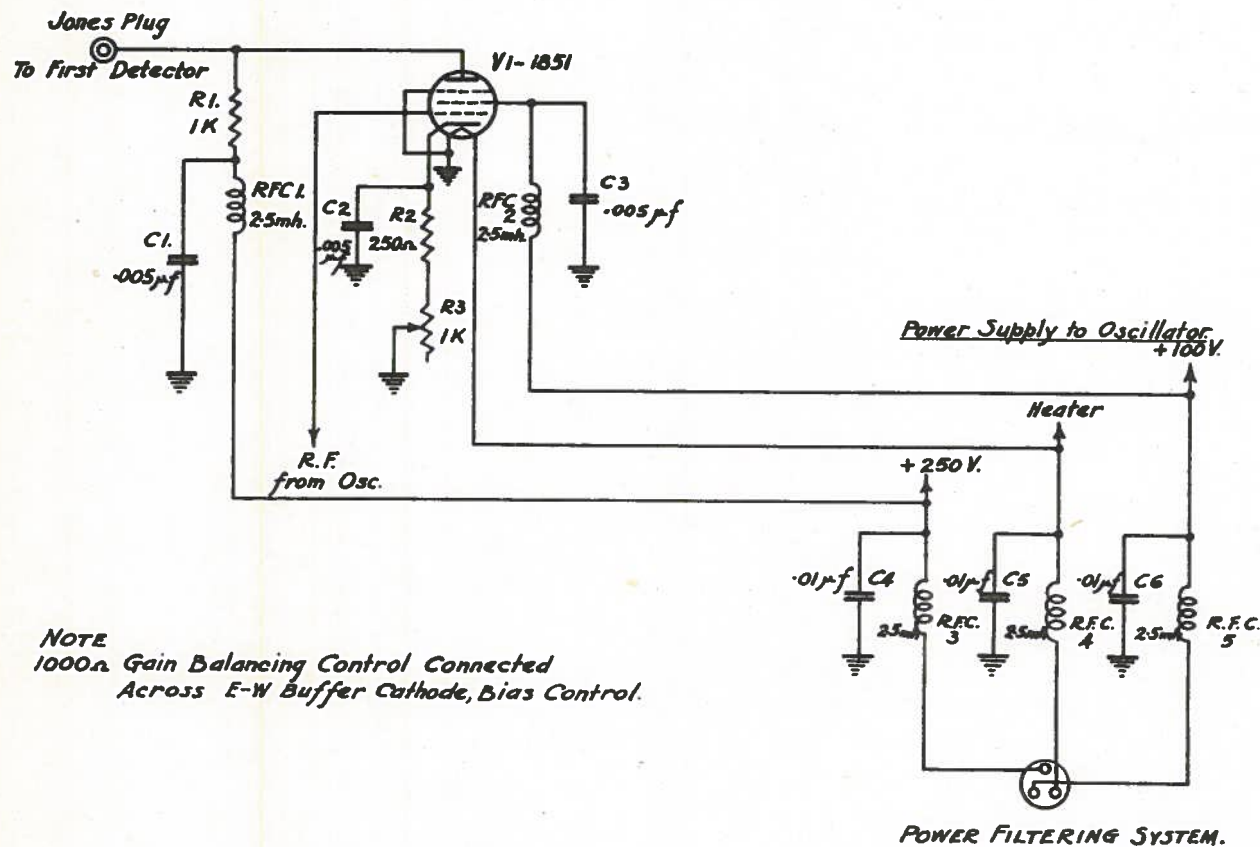 Jones Plug
To First Detector
V1-1851
R1.
1K
RFC1.
2.5mh.
C1.
.005μf
C2
.005
μf
R2
250Ω
R3
1K
RFC
2
2.5mh.
C3
.005μf
R.F.
from Osc.
Power Supply to Oscillator.
+100V.
Heater
+250V.
.01μf C4
2.5mh
R.F.C.
3
.01μf C5
2.5mh
R.F.C.
4
.01μf C6
2.5mh
R.F.C.
5
NOTE
1000Ω Gain Balancing Control Connected
Across E-W Buffer Cathode, Bias Control.
POWER FILTERING SYSTEM.